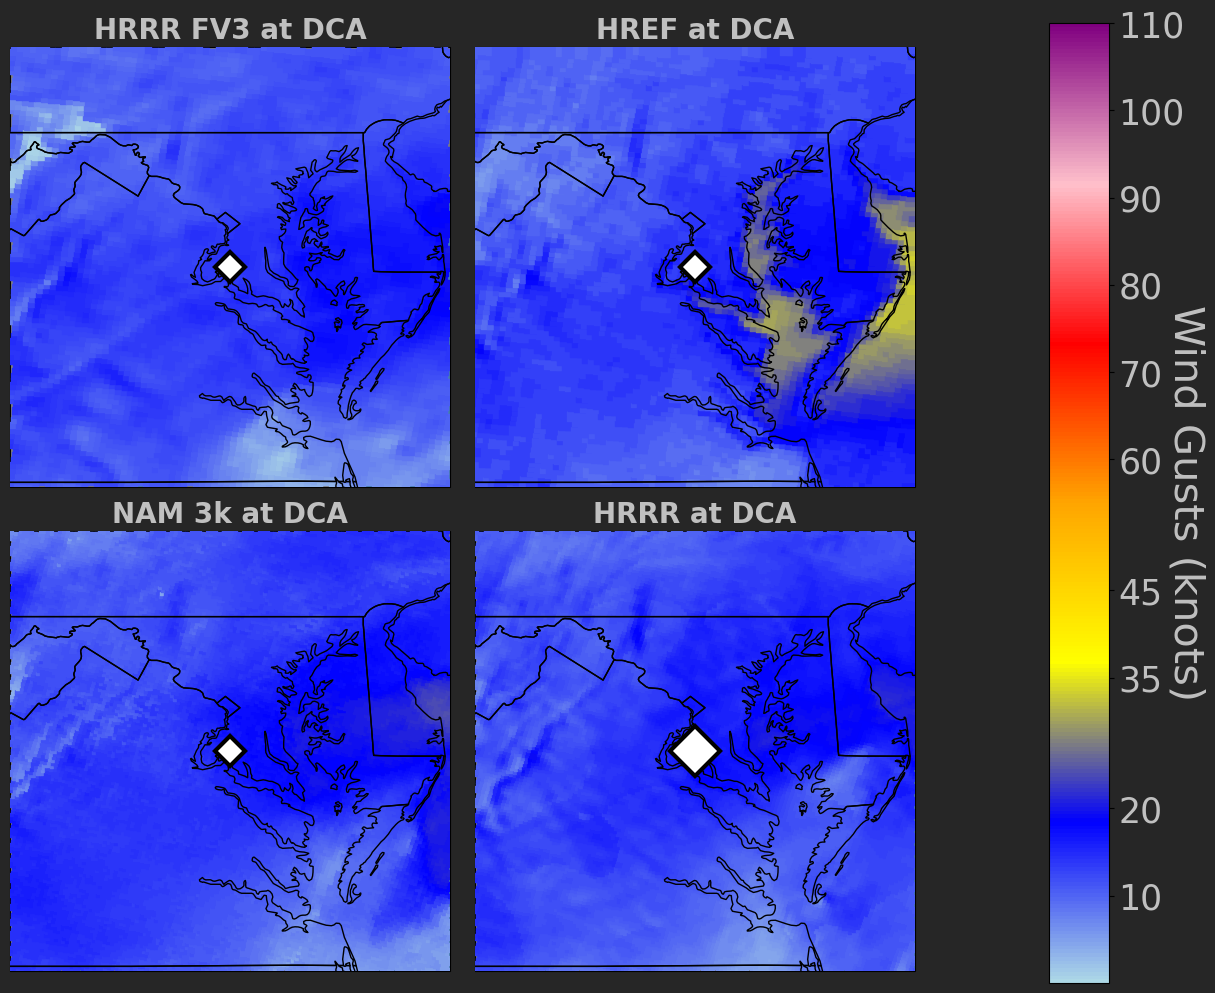 HRRR FV3 at DCA
HREF at DCA
NAM 3k at DCA
HRRR at DCA
110
100
90
80
70
60
45
35
20
10
Wind Gusts (knots)